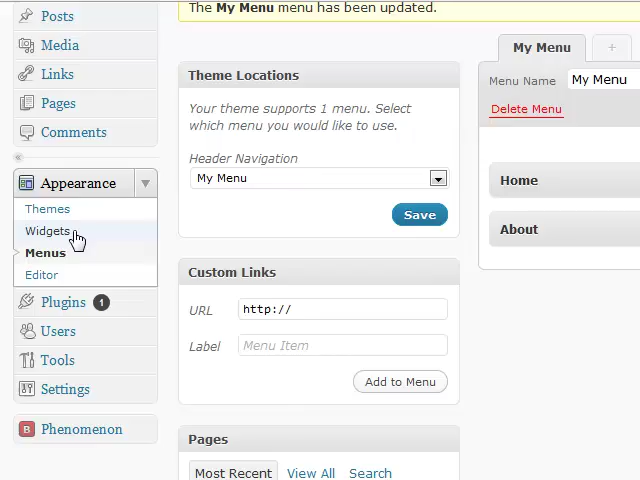 The My Menu menu has been updated.
Posts
Media
Links
Pages
Comments
Appearance
Themes
Widgets
Menus
Editor
Plugins 1
Users
Tools
Settings
B Phenomenon
Theme Locations
Your theme supports 1 menu. Select
which menu you would like to use.
Header Navigation
My Menu
Save
Custom Links
URL http://
Label Menu Item
Add to Menu
Pages
Most Recent View All Search
My Menu +
Menu Name My Menu
Delete Menu
Home
About